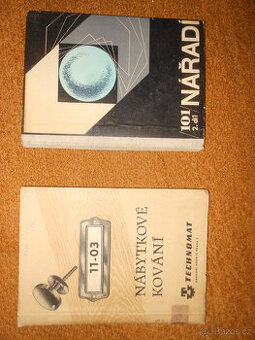 101
2. díl
NÁŘADÍ
11-03
NÁBYTKOVÉ
KOVÁNÍ
TECHNOMAT